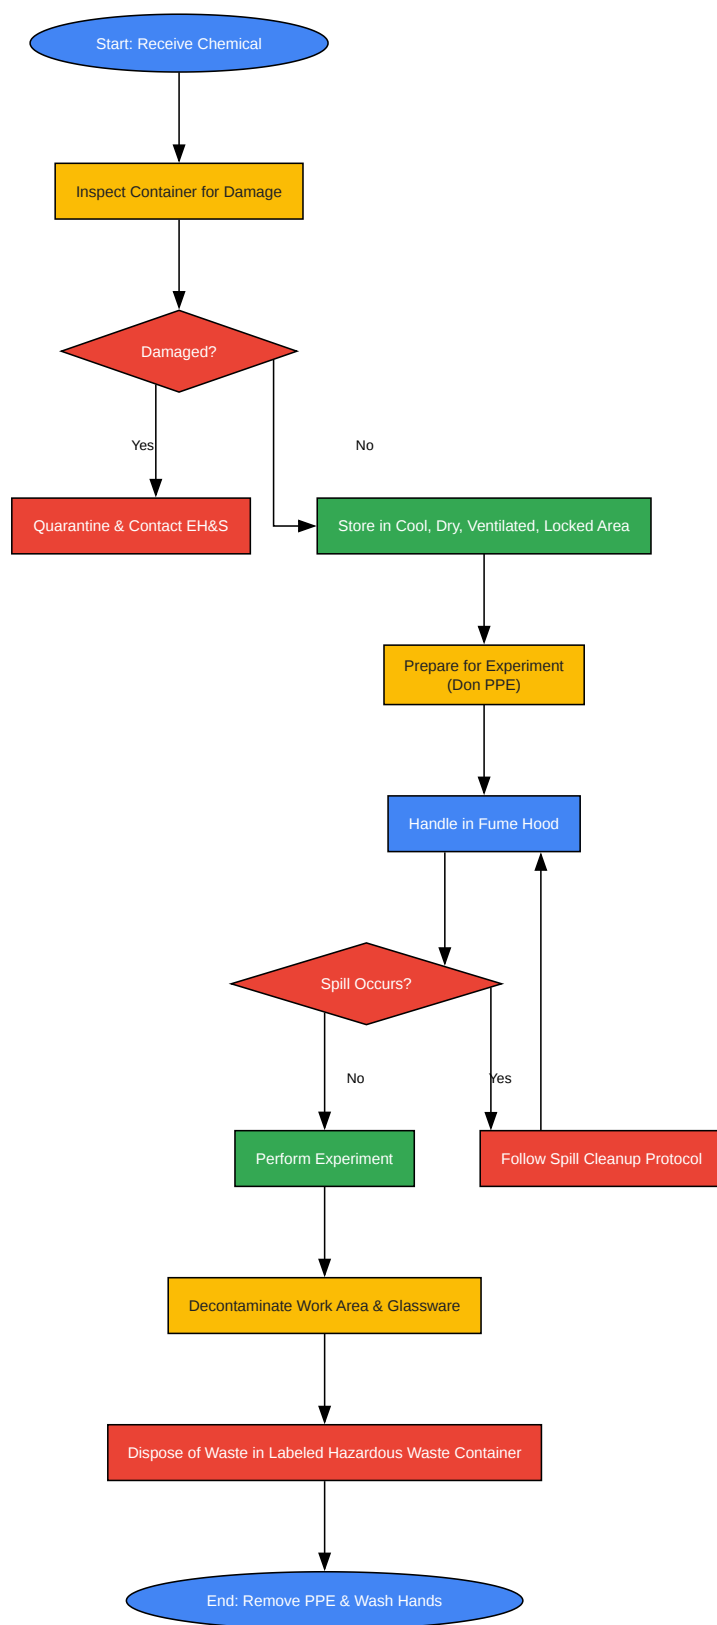 Start: Receive Chemical
Inspect Container for Damage
Damaged?
Yes
No
Quarantine & Contact EH&S
Store in Cool, Dry, Ventilated, Locked Area
Prepare for Experiment
(Don PPE)
Handle in Fume Hood
Spill Occurs?
No
Yes
Perform Experiment
Follow Spill Cleanup Protocol
Decontaminate Work Area & Glassware
Dispose of Waste in Labeled Hazardous Waste Container
End: Remove PPE & Wash Hands